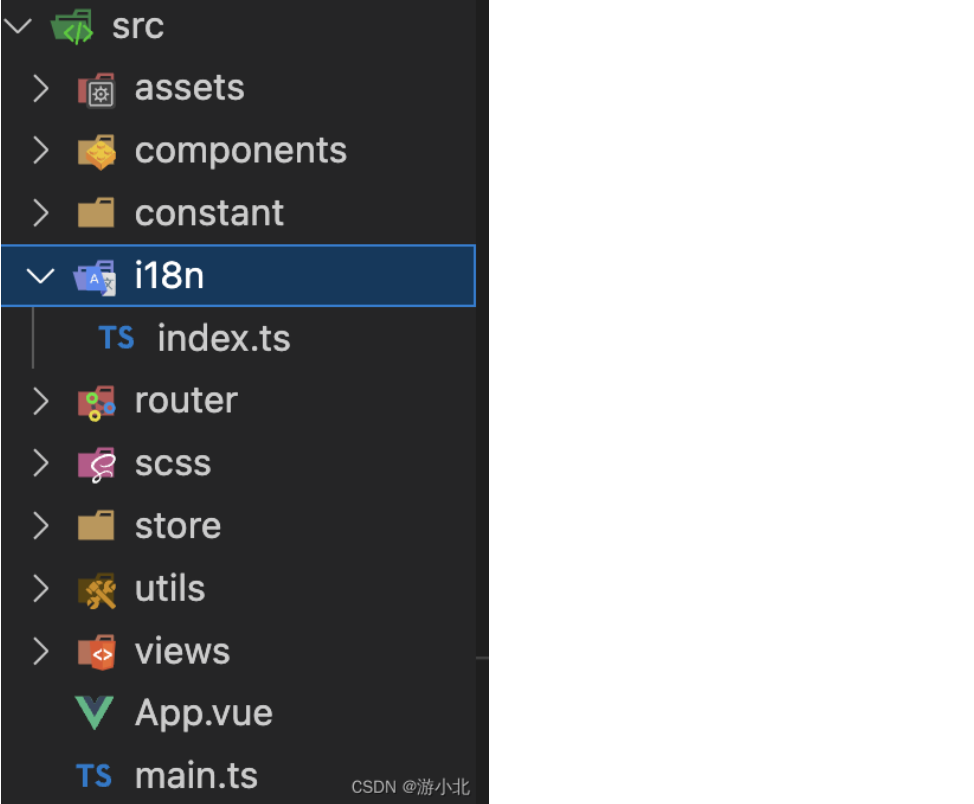 src
assets
components
constant
i18n
TS index.ts
router
scss
store
utils
views
App.vue
TS main.ts
CSDN @游小北